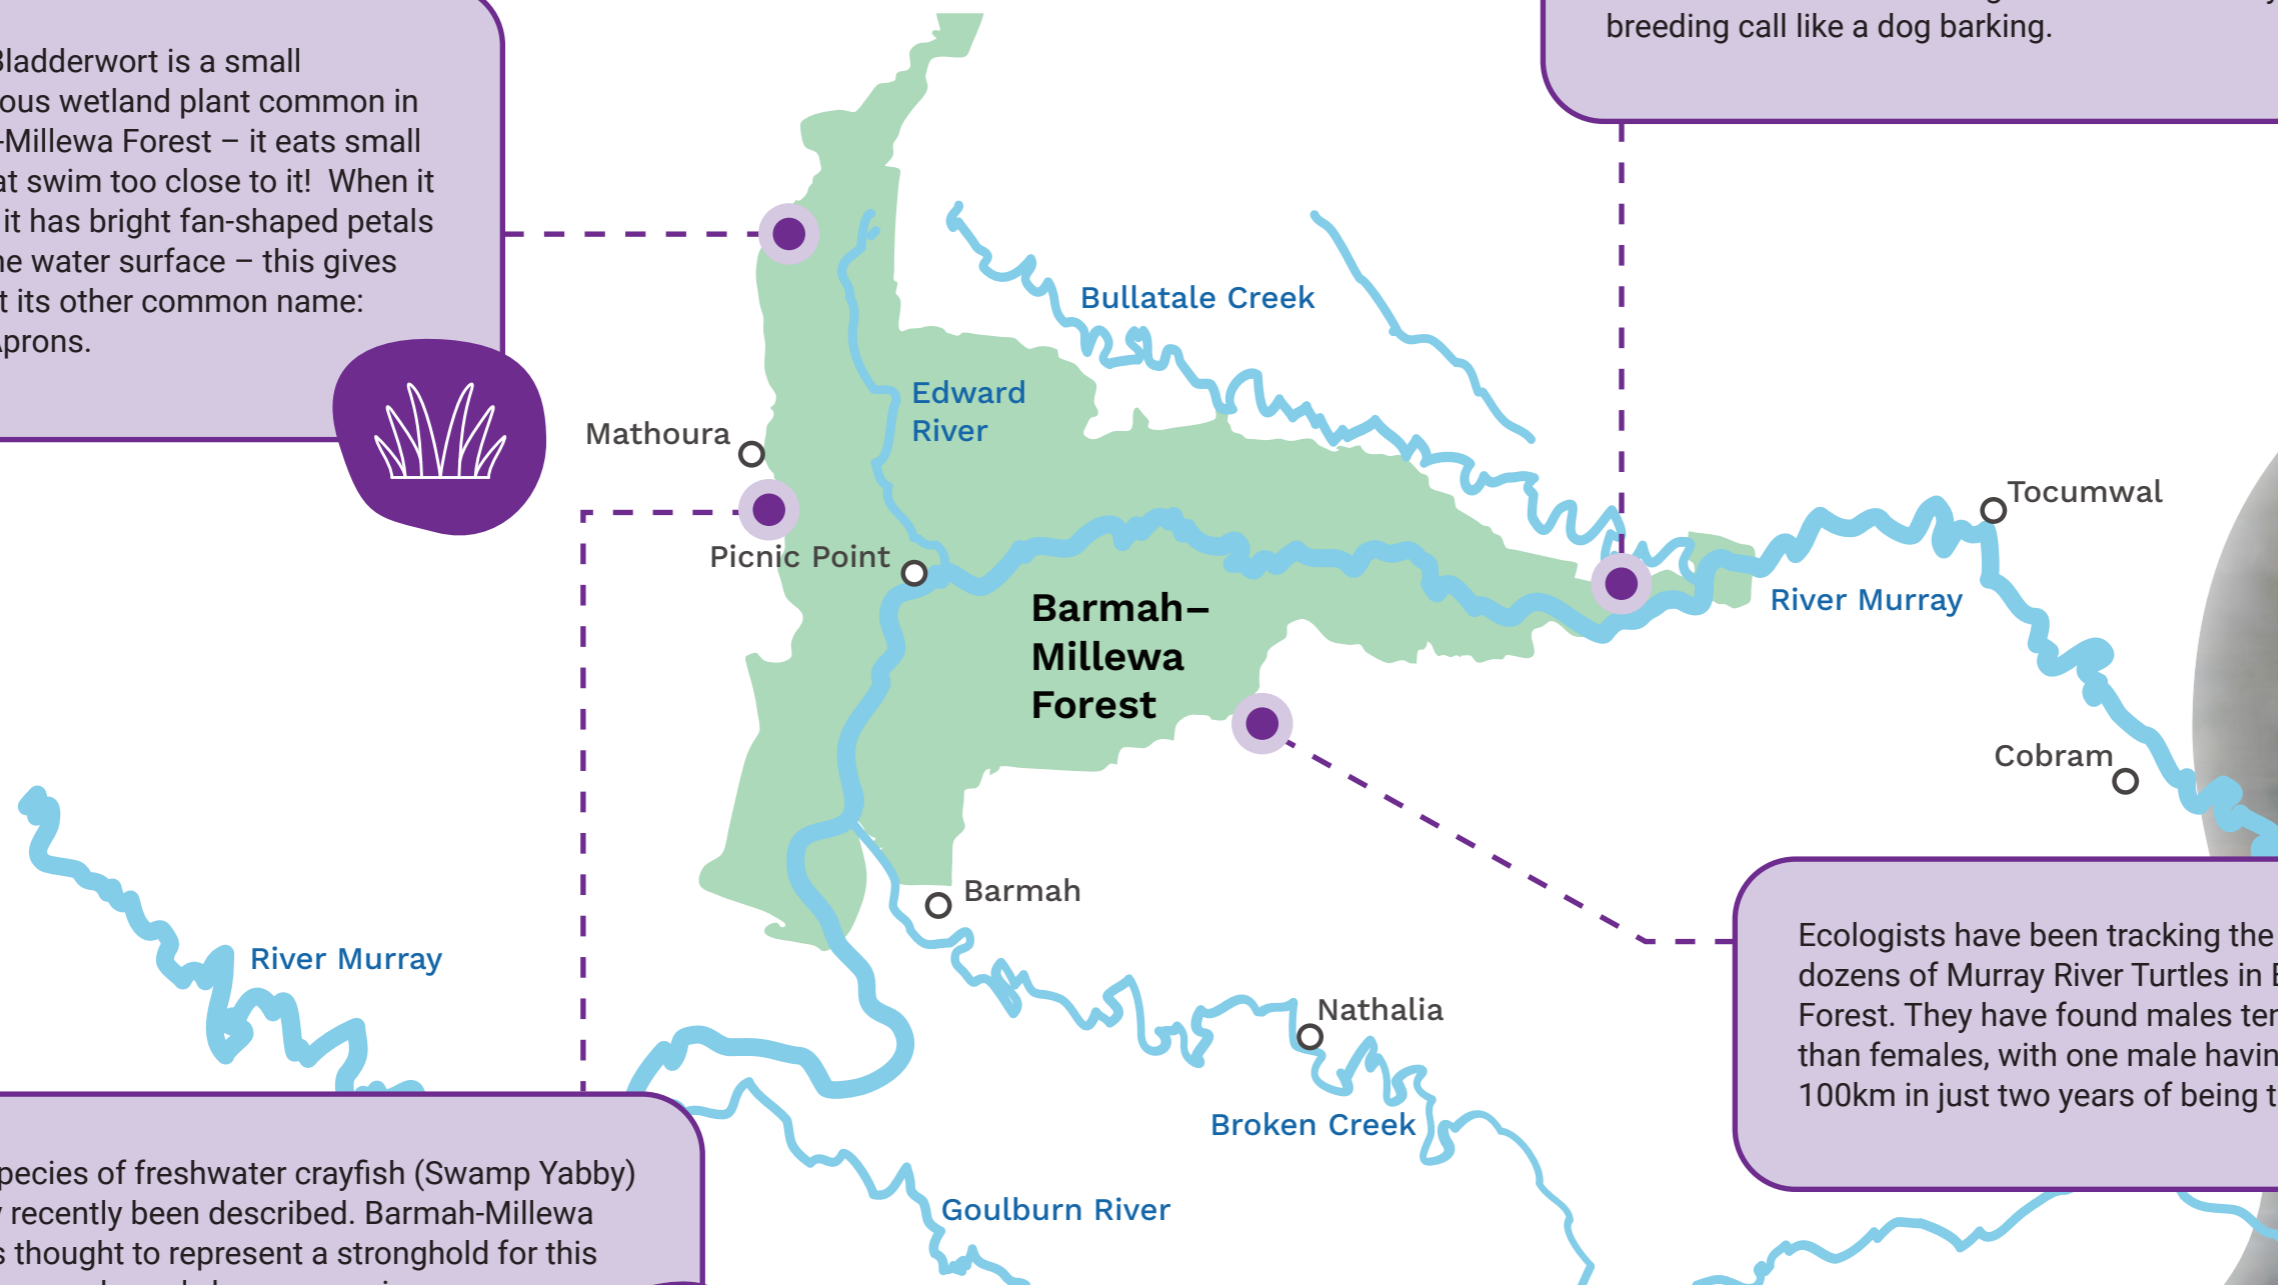 Bladderwort is a small
ous wetland plant common in
-Millewa Forest – it eats small
at swim too close to it! When it
it has bright fan-shaped petals
ne water surface – this gives
t its other common name:
Aprons.
breeding call like a dog barking.
Bullatale Creek
Edward
River
Mathoura
Picnic Point
Tocumwal
River Murray
Barmah–
Millewa
Forest
Cobram
Barmah
River Murray
Nathalia
Broken Creek
Goulburn River
Ecologists have been tracking the
dozens of Murray River Turtles in B
Forest. They have found males ten
than females, with one male havin
100km in just two years of being t
pecies of freshwater crayfish (Swamp Yabby)
y recently been described. Barmah-Millewa
s thought to represent a stronghold for this